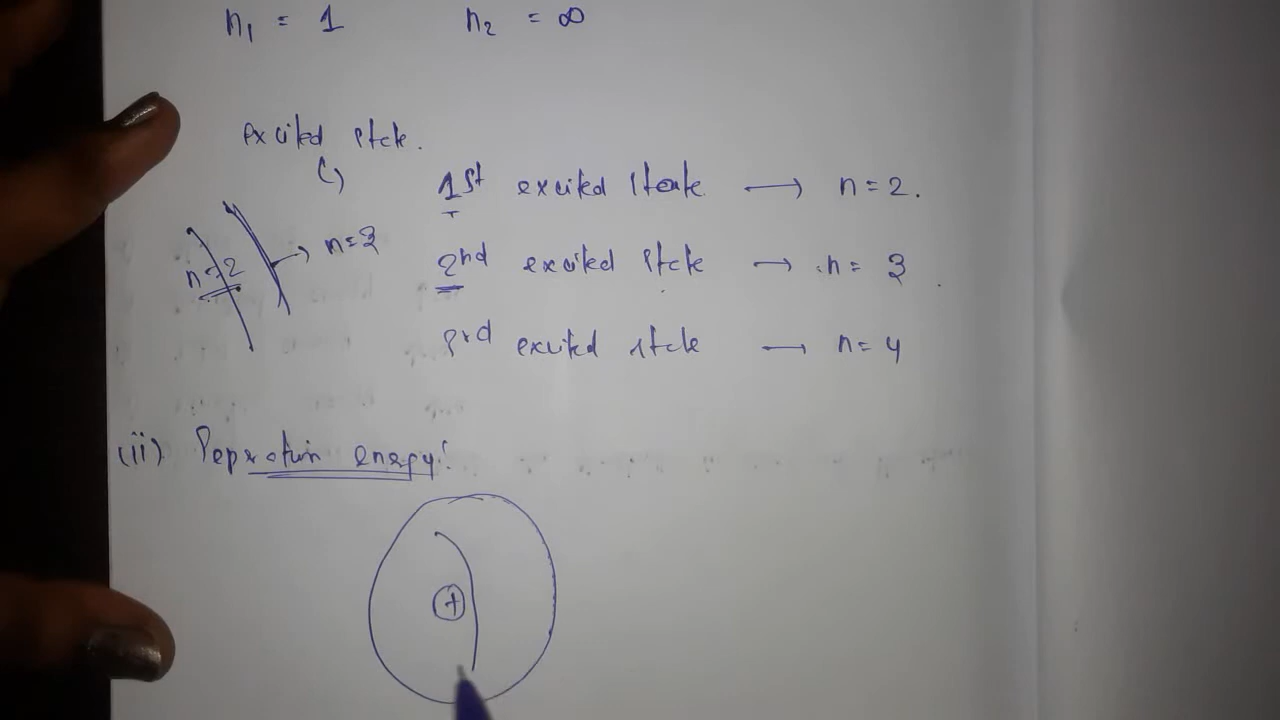 n₁ = 1 n₂ = ∞
excited state.
1st excited state → n = 2.
n=2 → n=3
2nd excited state → n = 3
3rd excited state → n = 4
(ii) Seperation energy:
+